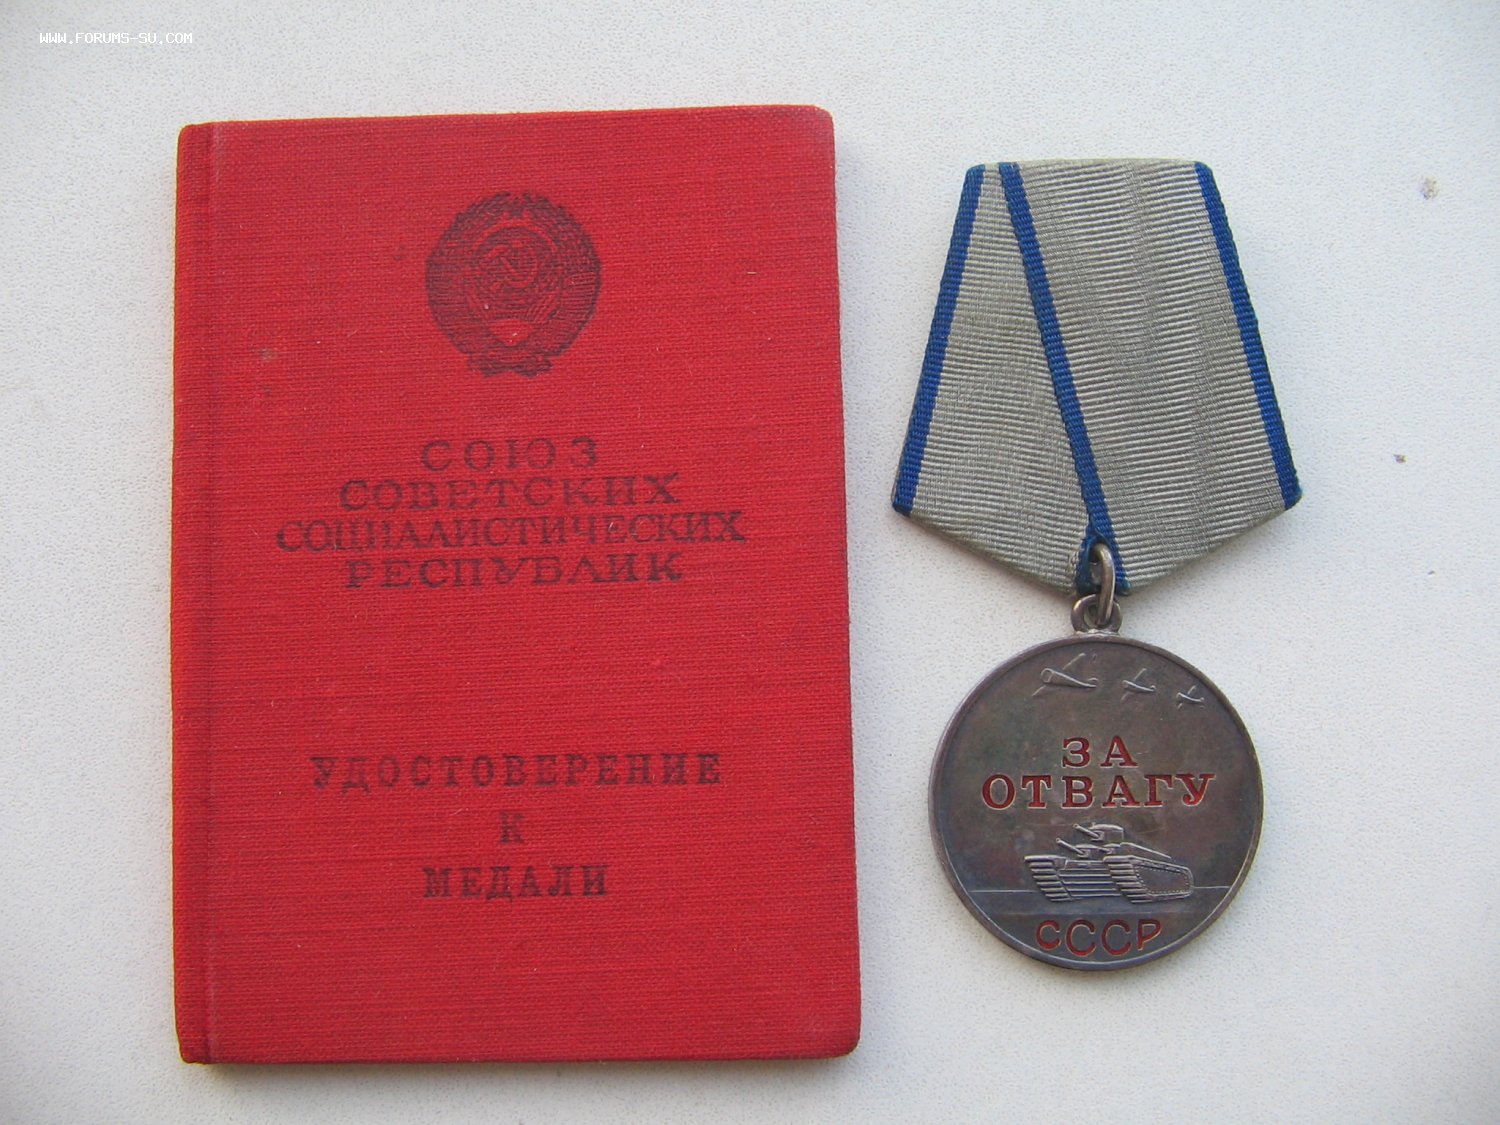 WWW.FORUMS-SU.COM
СОЮЗ
СОВЕТСКИХ
СОЦИАЛИСТИЧЕСКИХ
РЕСПУБЛИК
УДОСТОВЕРЕНИЕ
К
МЕДАЛИ
ЗА
ОТВАГУ
СССР